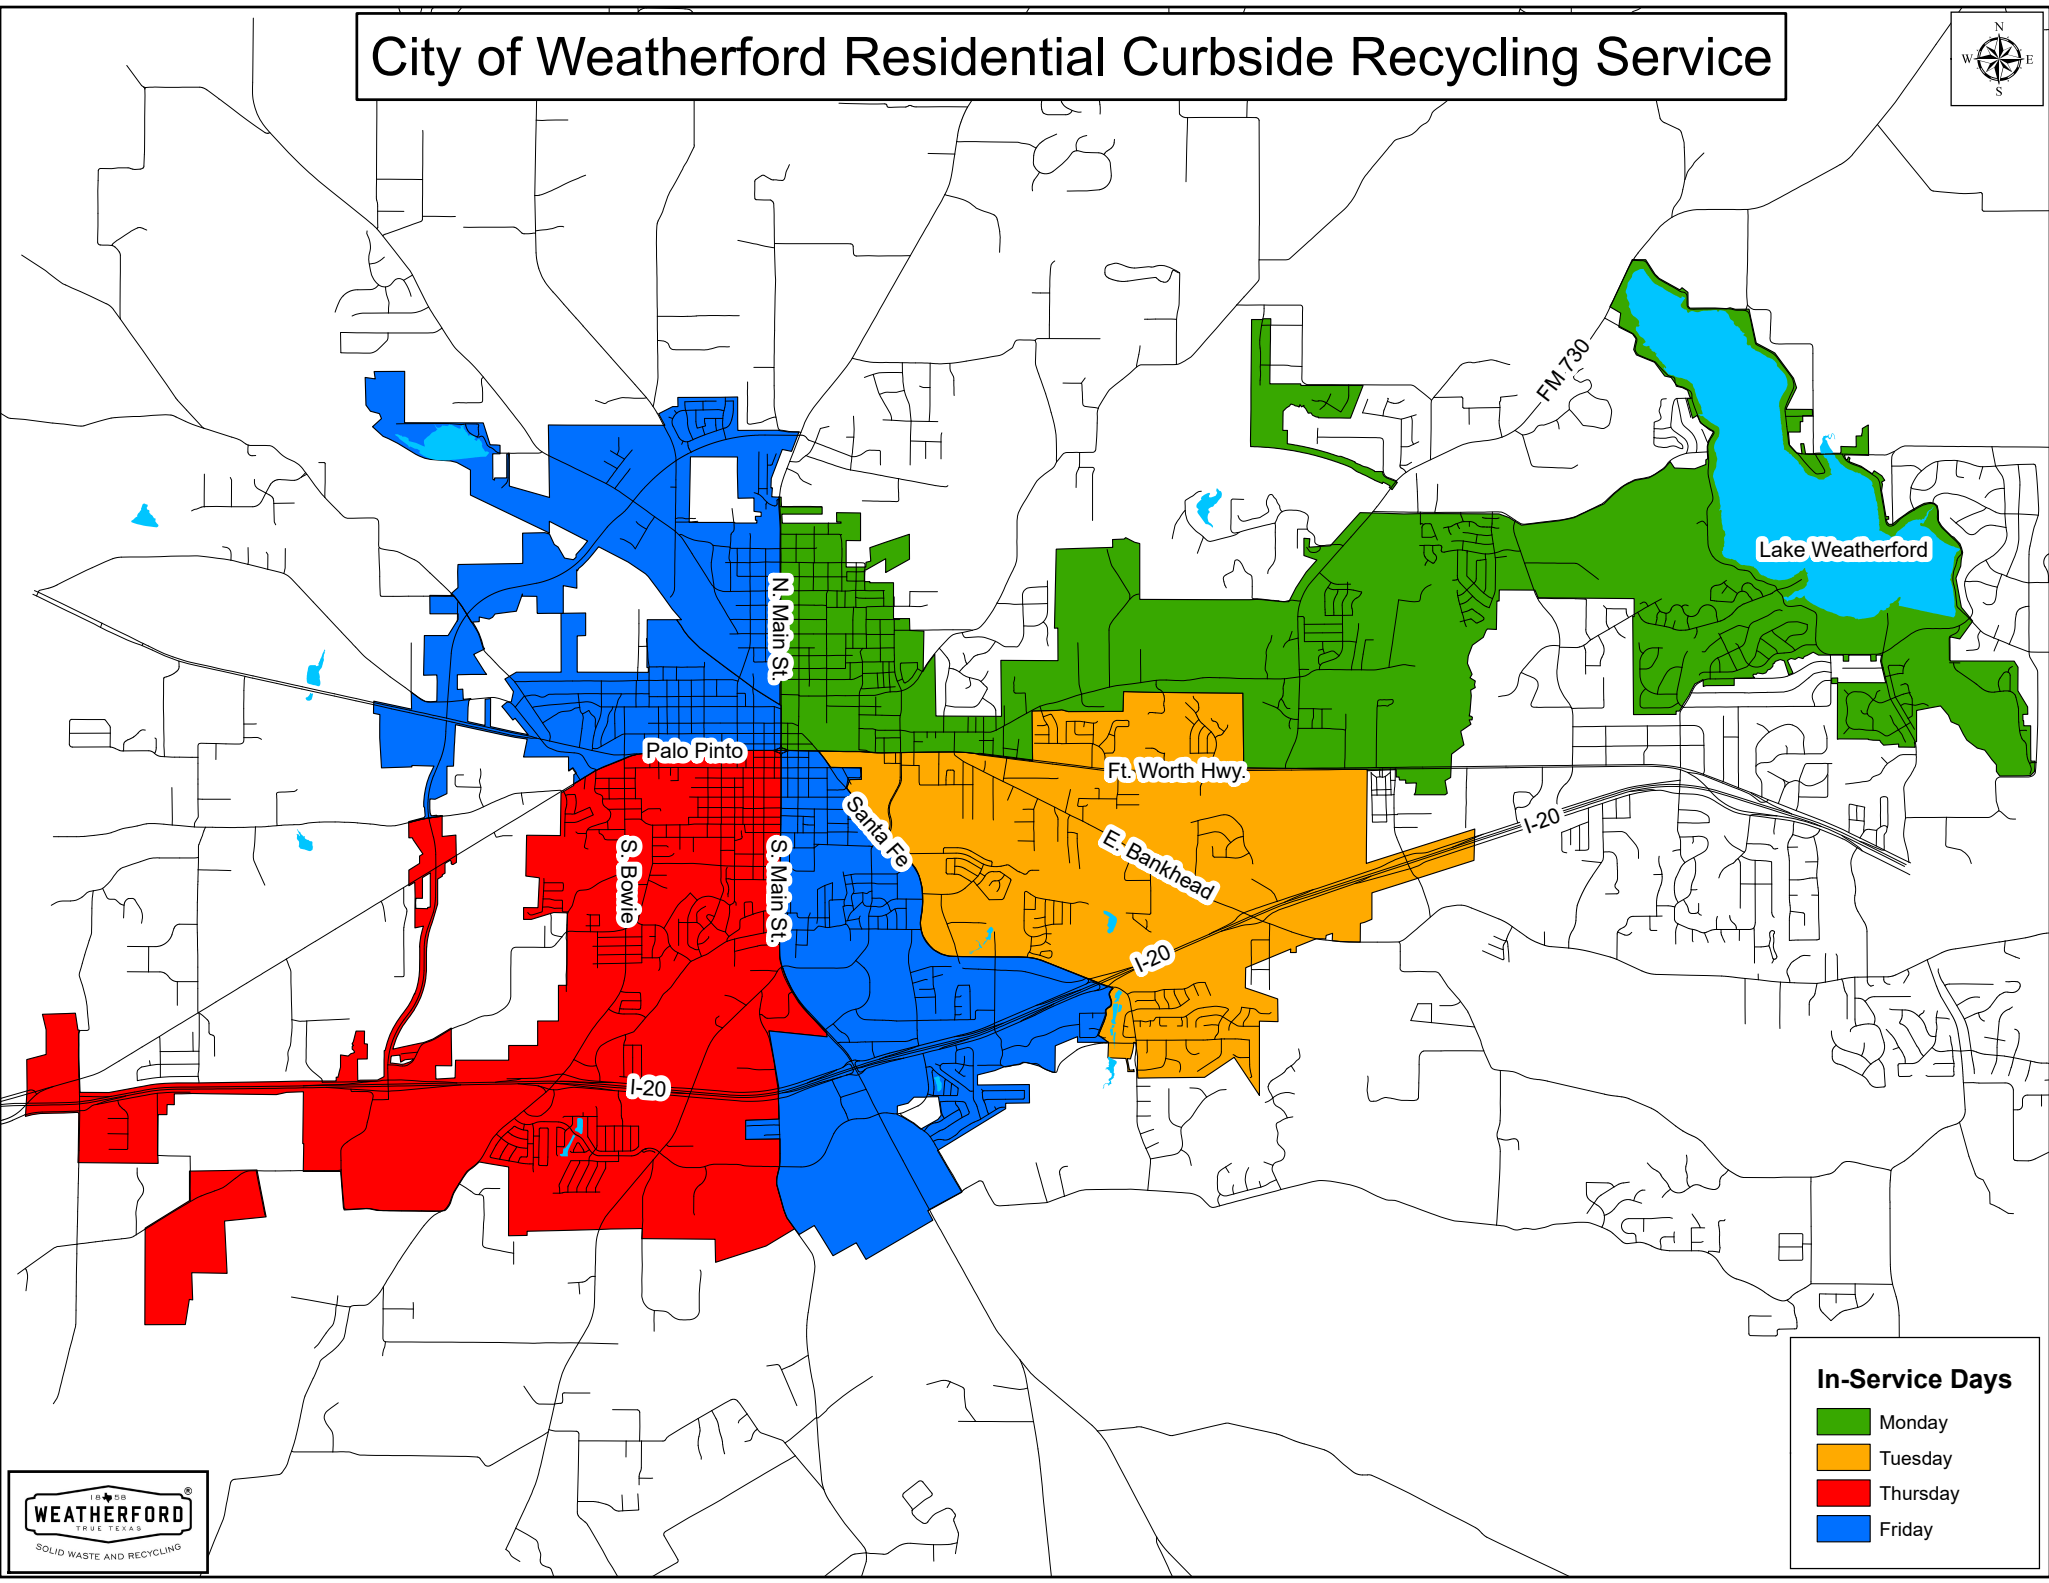 City of Weatherford Residential Curbside Recycling Service
N
W
E
S
FM 730
Lake Weatherford
N. Main St.
Palo Pinto
Ft. Worth Hwy.
Santa Fe
I-20
E. Bankhead
S. Bowie
S. Main St.
I-20
I-20
In-Service Days
Monday
Tuesday
Thursday
Friday
1858
WEATHERFORD®
TRUE TEXAS
SOLID WASTE AND RECYCLING